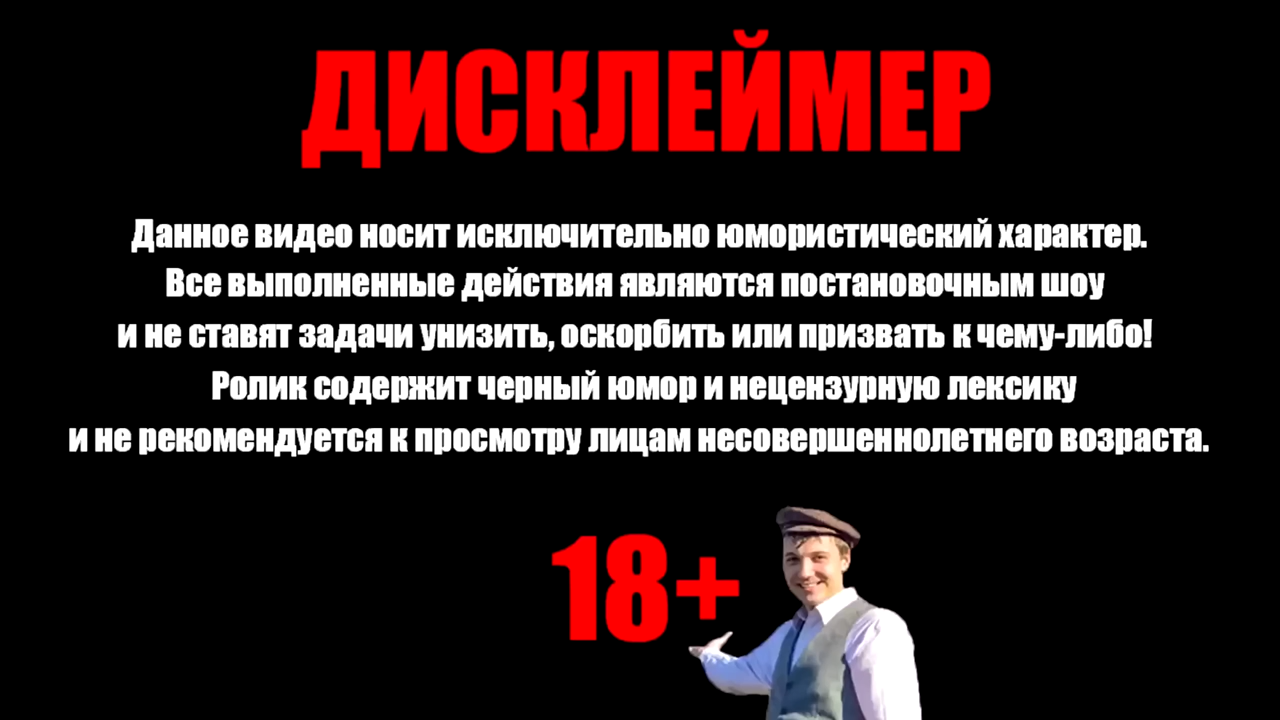 ДИСКЛЕЙМЕР
Данное видео носит исключительно юмористический характер.
Все выполненные действия являются постановочным шоу
и не ставят задачи унизить, оскорбить или призвать к чему-либо!
Ролик содержит черный юмор и нецензурную лексику
и не рекомендуется к просмотру лицам несовершеннолетнего возраста.
18+